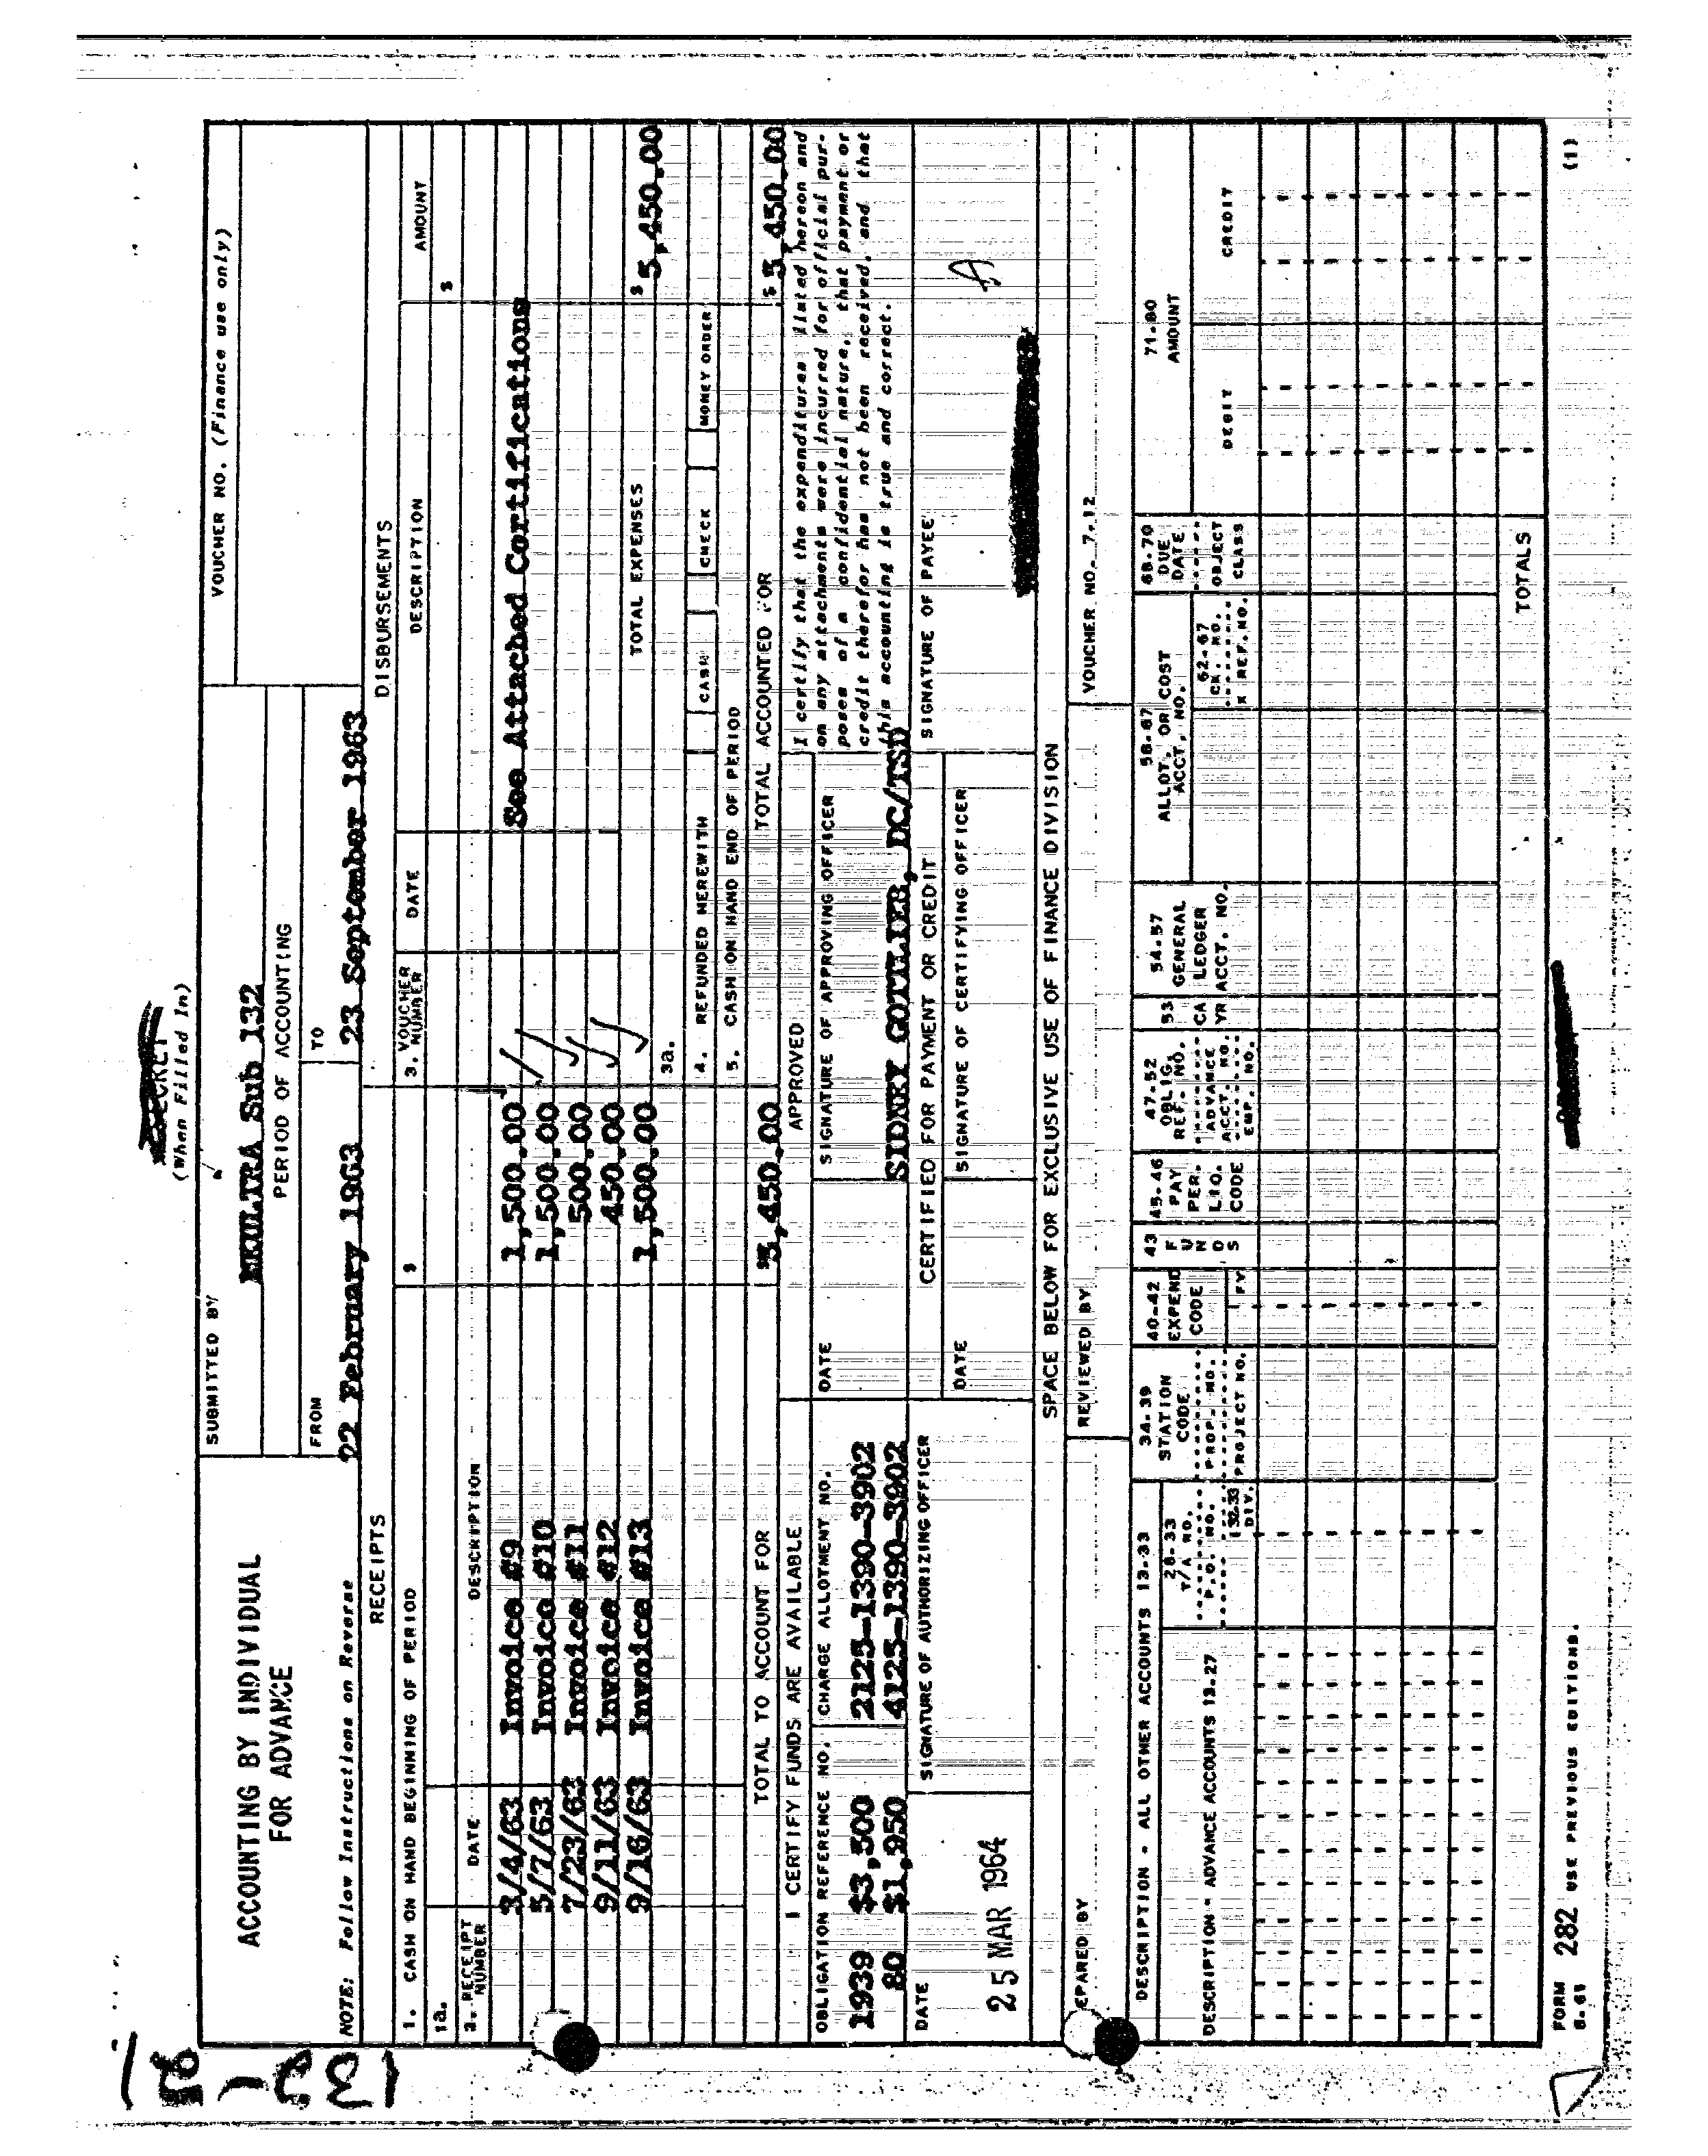 SECRET
(When Filled In)
ACCOUNTING BY INDIVIDUAL
FOR ADVANCE
NOTE: Follow Instructions on Reverse
SUBMITTED BY
MKULTRA Sub 132
VOUCHER NO. (Finance use only)
PERIOD OF ACCOUNTING
FROM
22 February 1963
TO
23 September 1963
RECEIPTS
DISBURSEMENTS
1. CASH ON HAND BEGINNING OF PERIOD
$
3. VOUCHER NUMBER
DATE
DESCRIPTION
AMOUNT
1a.
$
2. RECEIPT NUMBER
DATE
DESCRIPTION
3/4/63 Invoice #9 1,500.00
See Attached Certifications
5/7/63 Invoice #10 1,500.00
7/23/63 Invoice #11 500.00
9/11/63 Invoice #12 450.00
9/16/63 Invoice #13 1,500.00
3a.
TOTAL EXPENSES
$ 5,450.00
4. REFUNDED HEREWITH
CASH
CHECK
MONEY ORDER
5. CASH ON HAND END OF PERIOD
TOTAL TO ACCOUNT FOR
$5,450.00
TOTAL ACCOUNTED FOR
$ 5,450.00
I CERTIFY FUNDS ARE AVAILABLE
APPROVED
I certify that the expenditures listed hereon and
on any attachments were incurred for official pur-
poses of a confidential nature, that payment or
credit therefor has not been received, and that
this accounting is true and correct.
OBLIGATION REFERENCE NO.
CHARGE ALLOTMENT NO.
DATE
SIGNATURE OF APPROVING OFFICER
1939 $3,500 2125-1390-3902
80 $1,950 4125-1390-3902
SIDNEY GOTTLIEB, DC/TSD
DATE
SIGNATURE OF AUTHORIZING OFFICER
CERTIFIED FOR PAYMENT OR CREDIT
SIGNATURE OF PAYEE
25 MAR 1964
DATE
SIGNATURE OF CERTIFYING OFFICER
SPACE BELOW FOR EXCLUSIVE USE OF FINANCE DIVISION
EPARED BY
REVIEWED BY
VOUCHER NO. 7-12
DESCRIPTION - ALL OTHER ACCOUNTS 13-33
34-39
STATION
CODE
40-42
EXPEND
CODE
43
FUNDS
45-46
PAY
PER.
LIQ.
CODE
47-52
OBLIG.
REF. NO.
ADVANCE
ACCT. NO.
EMP. NO.
53
CA
YR
54-57
GENERAL
LEDGER
ACCT. NO.
58-67
ALLOT. OR COST
ACCT. NO.
68-70
DUE
DATE
OBJECT
CLASS
71-80
AMOUNT
DESCRIPTION - ADVANCE ACCOUNTS 13-27
28-33
T/A NO.
P.O. NO.
32-33
DIV.
PROP. NO.
PROJECT NO.
FY
62-67
CK. NO.
X REF. NO.
DEBIT
CREDIT
TOTALS
FORM
8-61
282
USE PREVIOUS EDITIONS.
(1)